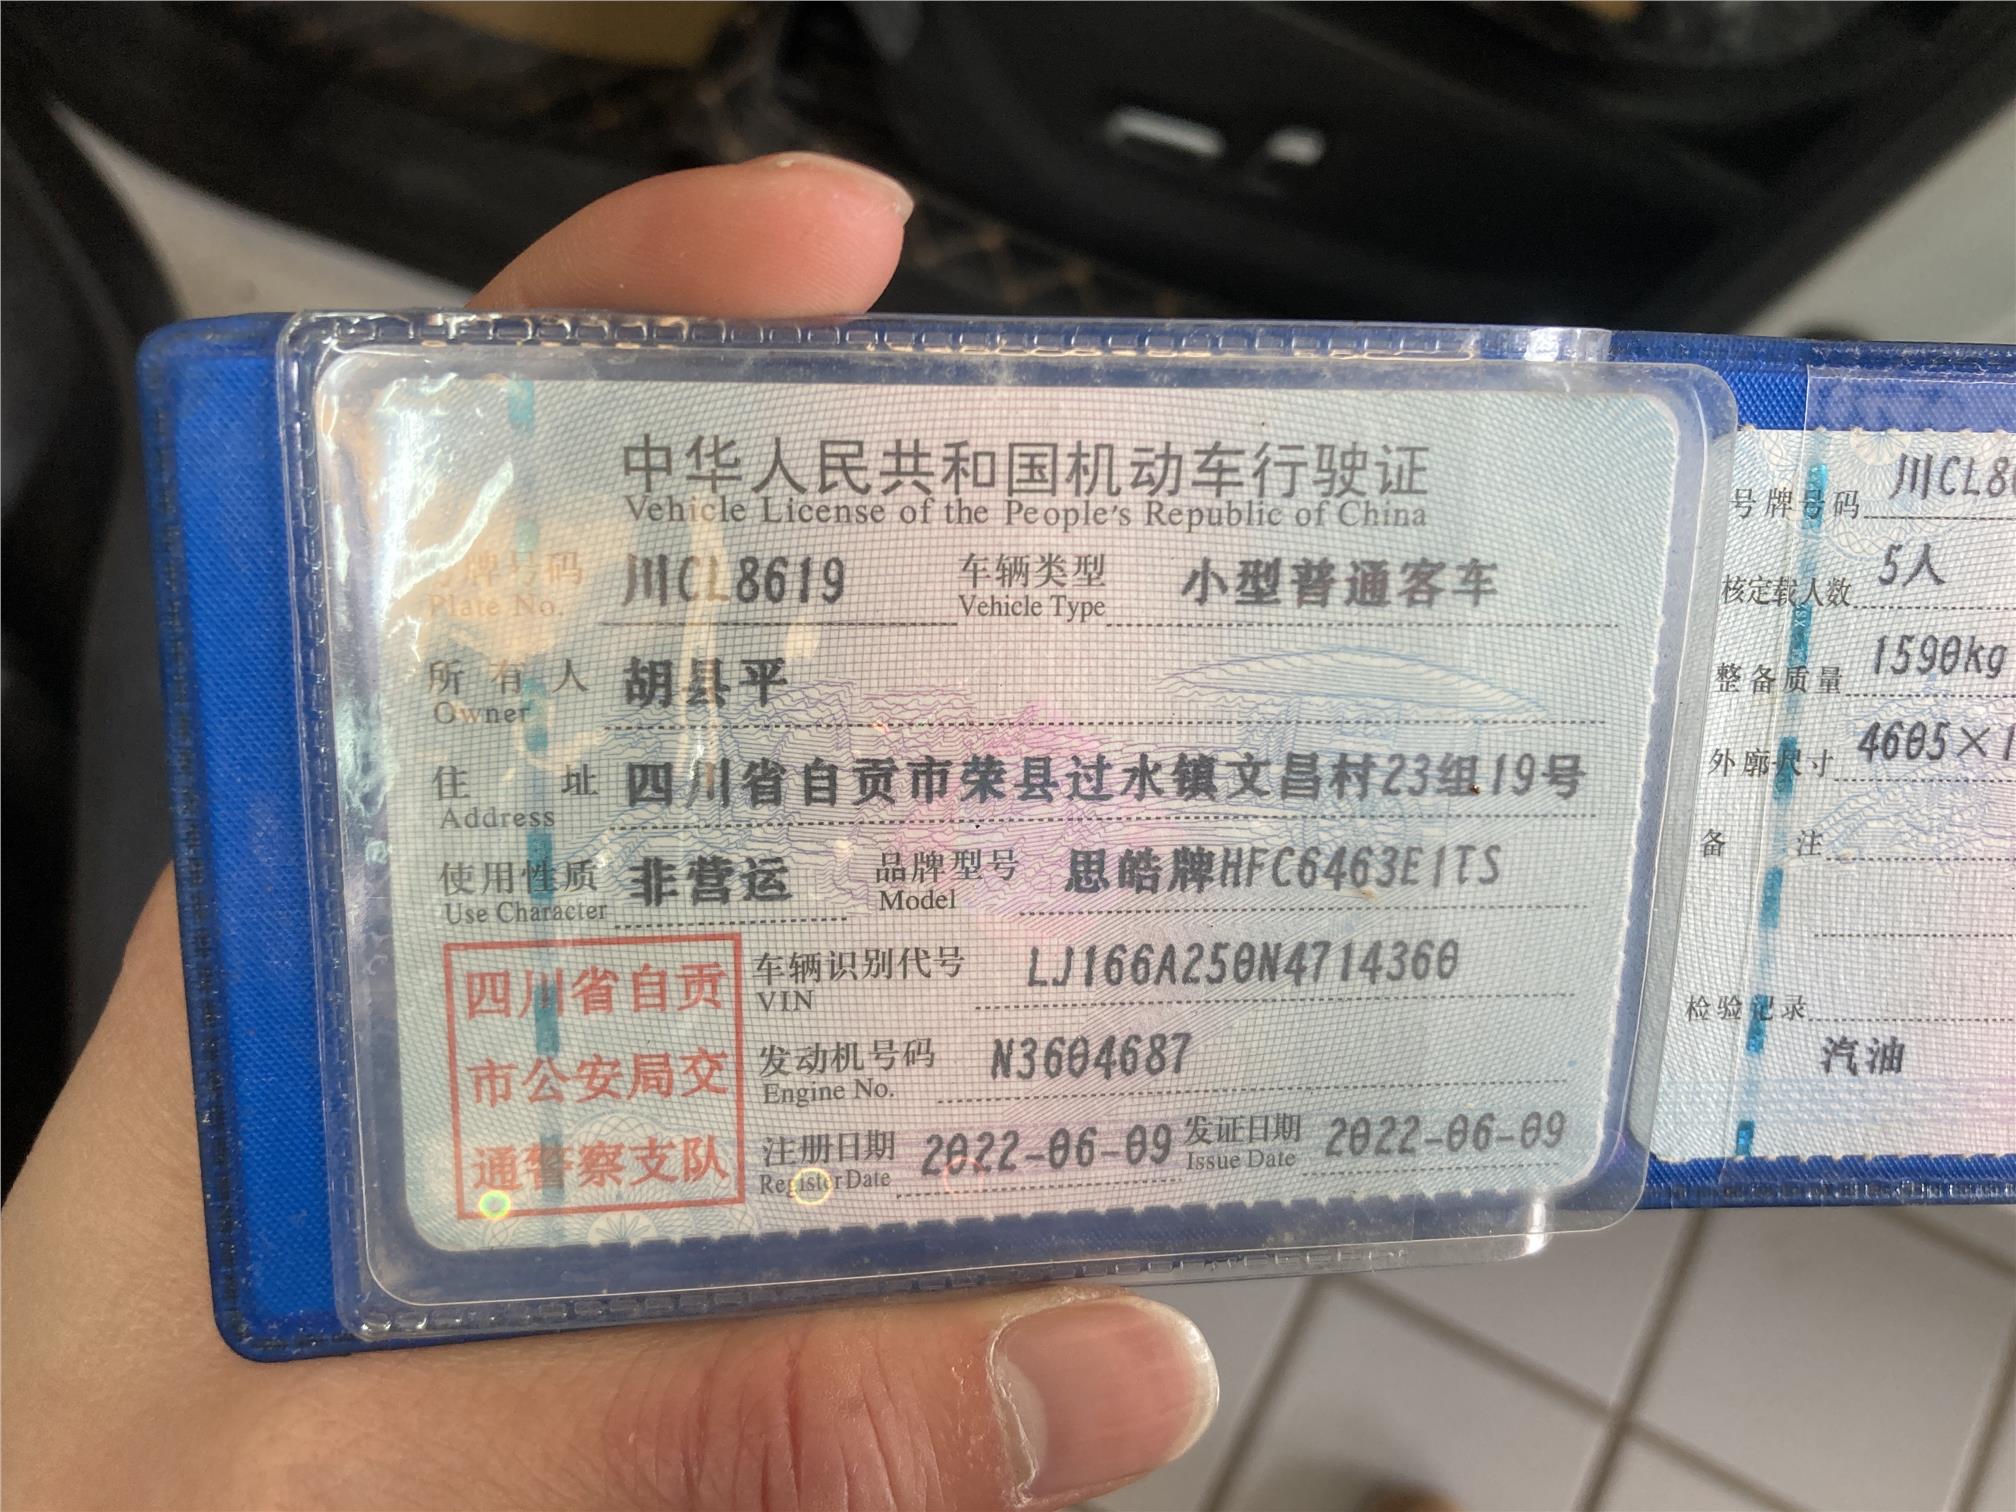 中华人民共和国机动车行驶证
Vehicle License of the People's Republic of China
号牌号码 川CL8619 车辆类型 小型普通客车
Plate No. Vehicle Type
所有人 胡县平
Owner
住址 四川省自贡市荣县过水镇文昌村23组19号
Address
使用性质 非营运 品牌型号 思皓牌HFC6463E1TS
Use Character Model
四川省自贡
市公安局交
通警察支队
车辆识别代号 LJ166A250N4714360
VIN
发动机号码 N3604687
Engine No.
注册日期 2022-06-09 发证日期 2022-06-09
Register Date Issue Date
号牌号码 川CL8
核定载人数 5人
整备质量 1590kg
外廓尺寸 4605×1
备注
检验记录
汽油